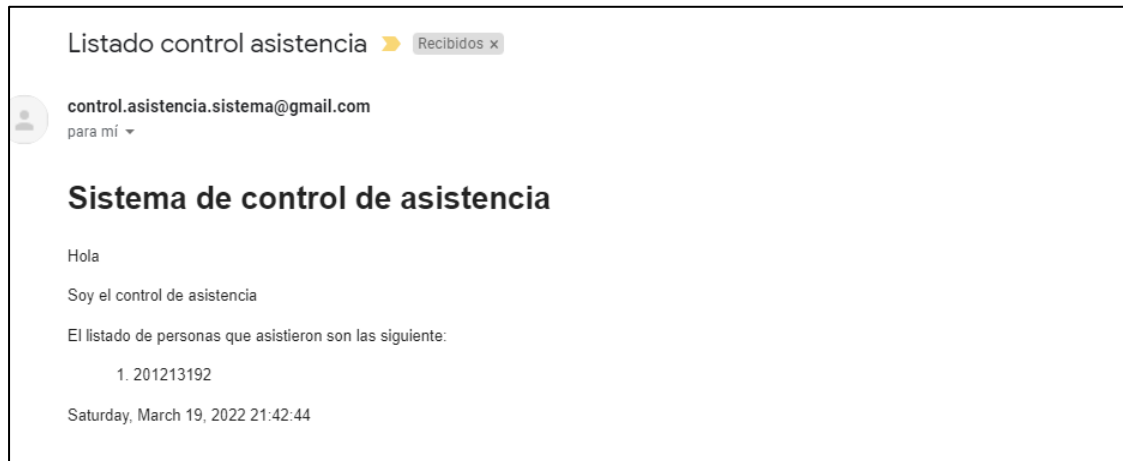 Listado control asistencia Recibidos x
control.asistencia.sistema@gmail.com
para mí
Sistema de control de asistencia
Hola
Soy el control de asistencia
El listado de personas que asistieron son las siguiente:
1. 201213192
Saturday, March 19, 2022 21:42:44